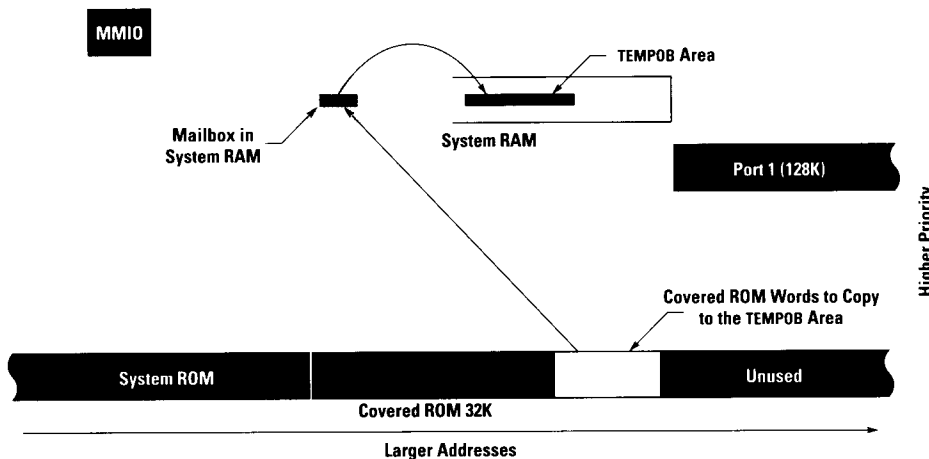 MMIO
TEMPOB Area
Mailbox in
System RAM
System RAM
Port 1 (128K)
Higher Priority
Covered ROM Words to Copy
to the TEMPOB Area
System ROM
Unused
Covered ROM 32K
Larger Addresses